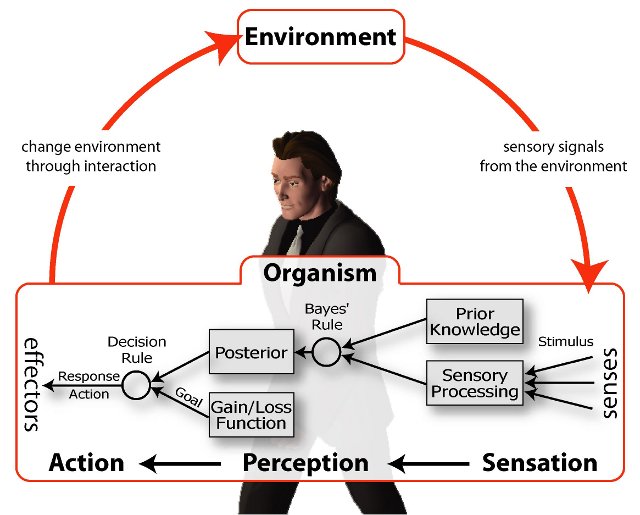 Environment
change environment
through interaction
sensory signals
from the environment
Organism
effectors
Response
Action
Decision
Rule
Posterior
Goal
Gain/Loss
Function
Bayes'
Rule
Prior
Knowledge
Sensory
Processing
Stimulus
senses
Action
Perception
Sensation